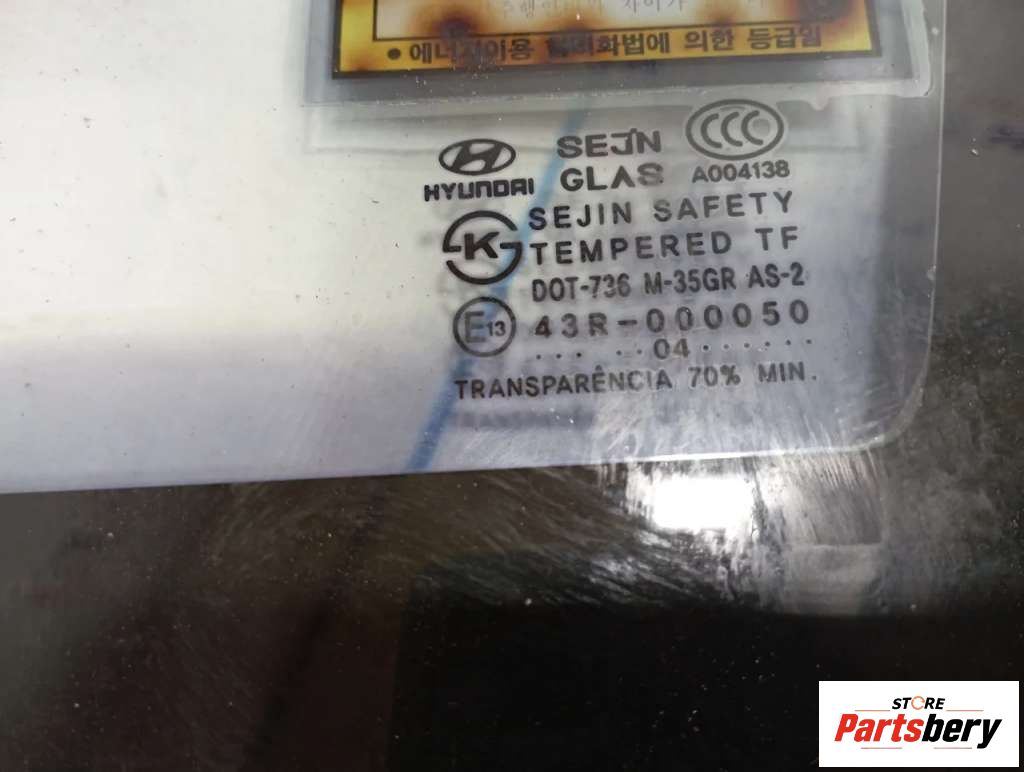 • 에너지이용 합리화법에 의한 등급임
SEJIN
GLAS
CCC
A004138
HYUNDAI
K
SEJIN SAFETY
TEMPERED TF
DOT-736 M-35GR AS-2
E13
43R-000050
... ..04......
TRANSPARÊNCIA 70% MIN.
STORE
Partsbery